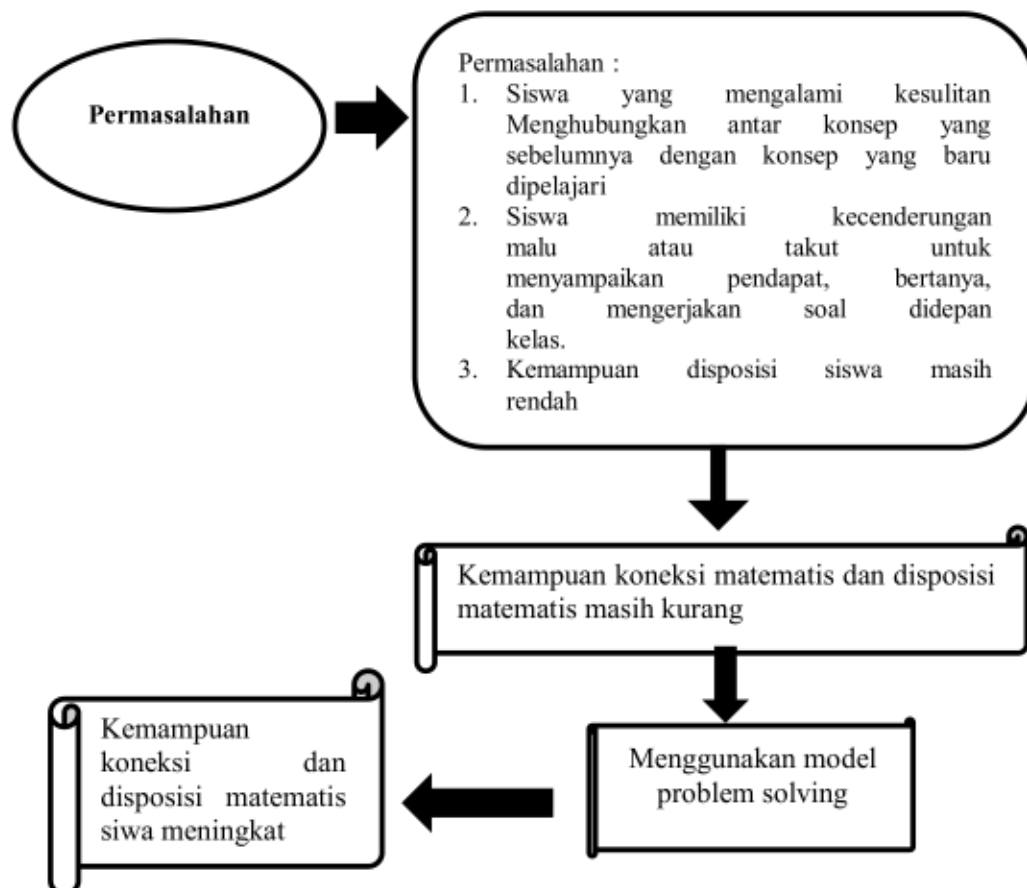 Permasalahan
Permasalahan :
1. Siswa yang mengalami kesulitan
Menghubungkan antar konsep yang
sebelumnya dengan konsep yang baru
dipelajari
2. Siswa memiliki kecenderungan
malu atau takut untuk
menyampaikan pendapat, bertanya,
dan mengerjakan soal didepan
kelas.
3. Kemampuan disposisi siswa masih
rendah
Kemampuan koneksi matematis dan disposisi
matematis masih kurang
Menggunakan model
problem solving
Kemampuan
koneksi dan
disposisi matematis
siwa meningkat